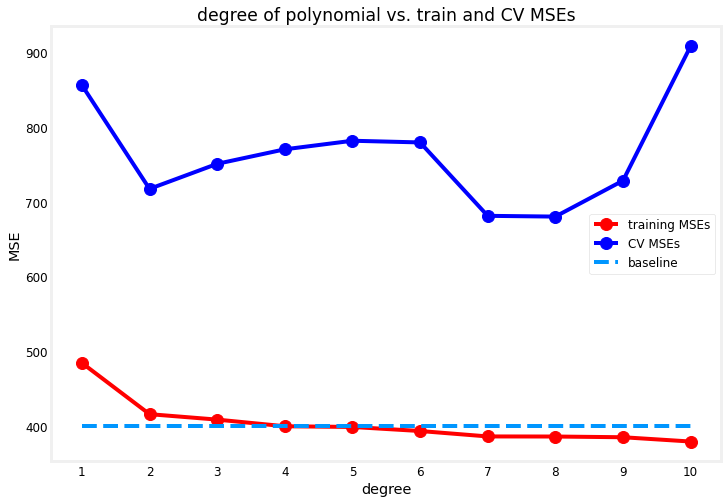 degree of polynomial vs. train and CV MSEs
MSE
900
800
700
600
500
400
training MSEs
CV MSEs
baseline
1 2 3 4 5 6 7 8 9 10
degree